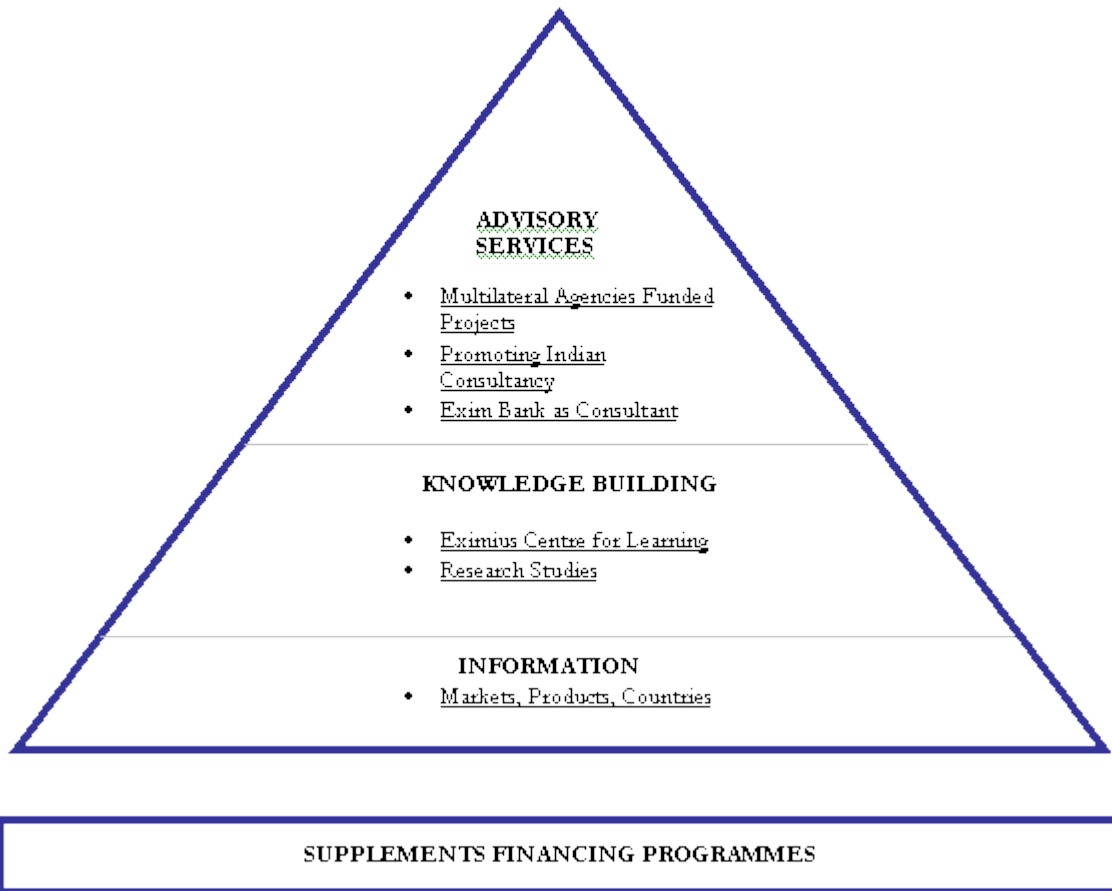 ADVISORY
SERVICES
• Multilateral Agencies Funded
Projects
• Promoting Indian
Consultancy
• Exim Bank as Consultant
KNOWLEDGE BUILDING
• Eximius Centre for Learning
• Research Studies
INFORMATION
• Markets, Products, Countries
SUPPLEMENTS FINANCING PROGRAMMES